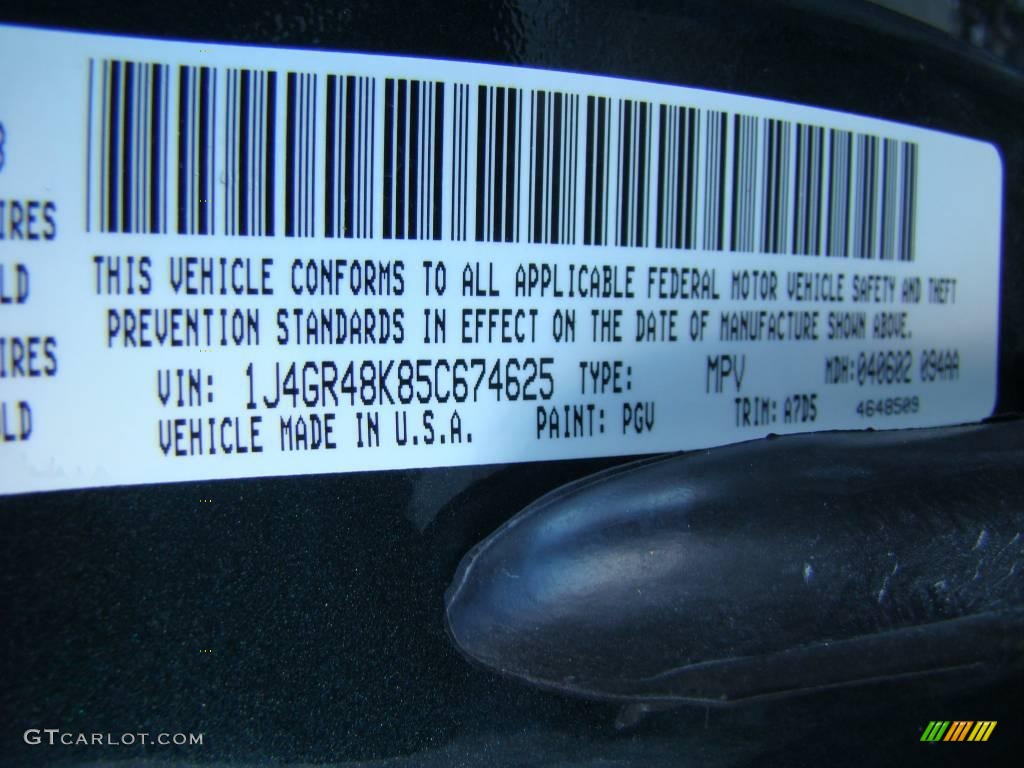 8
IRES
LD
IRES
LD
THIS VEHICLE CONFORMS TO ALL APPLICABLE FEDERAL MOTOR VEHICLE SAFETY AND THEFT
PREVENTION STANDARDS IN EFFECT ON THE DATE OF MANUFACTURE SHOWN ABOVE.
VIN: 1J4GR48K85C674625 TYPE: MPV MDH:040602 094AA
VEHICLE MADE IN U.S.A. PAINT: PGV TRIM: A7D5 4648509
GTCARLOT.COM